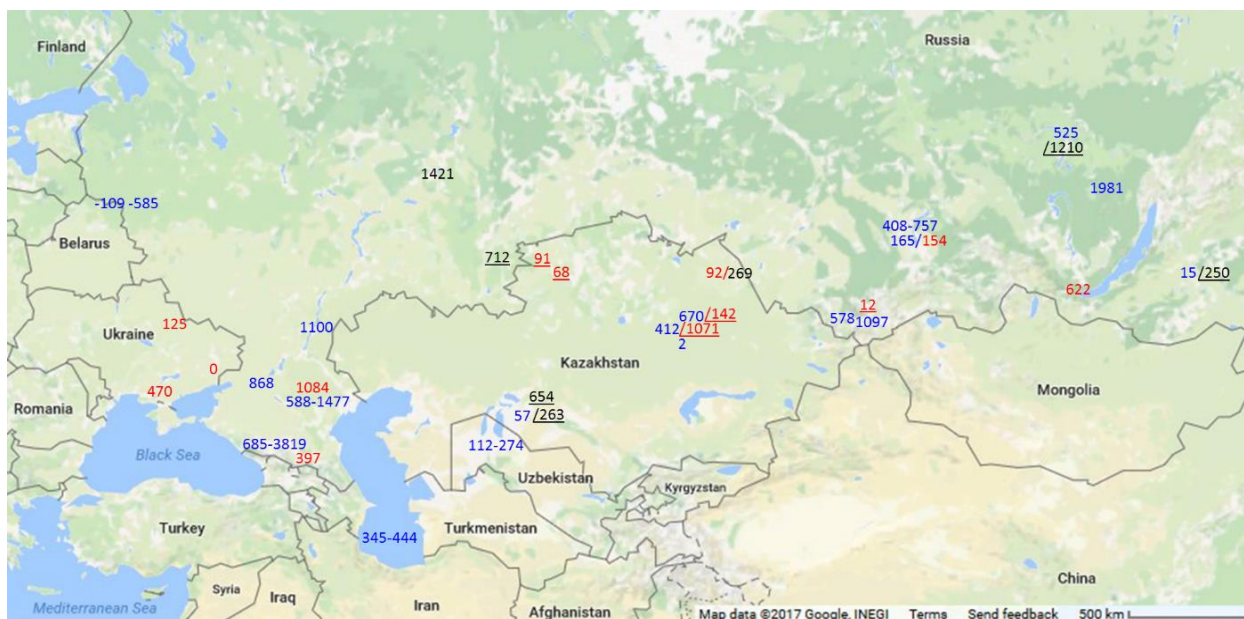 Finland
Russia
525
/1210
1421
1981
-109 -585
408-757
165/154
Belarus
712
91
68
92/269
15/250
622
12
578 1097
670/142
412/1071
2
125
Ukraine
1100
Kazakhstan
0
868
1084
588-1477
470
654
57 /263
Mongolia
Romania
685-3819
397
112-274
Black Sea
Uzbekistan
Kyrgyzstan
Turkey
Turkmenistan
345-444
China
Syria
Iraq
Iran
Afghanistan
Mediterranean Sea
Map data ©2017 Google, INEGI Terms Send feedback 500 km